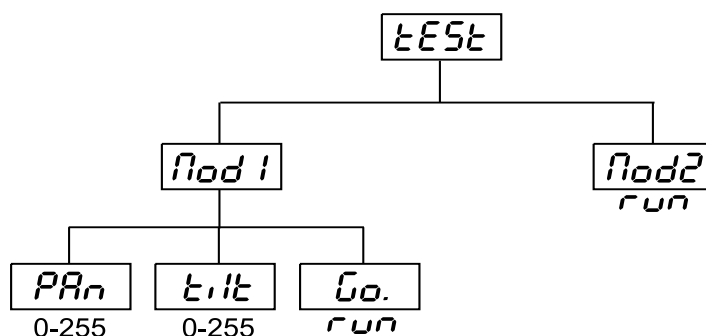 tESt
Mod1 Mod2
run
PAn tilt Go.
0-255 0-255 run